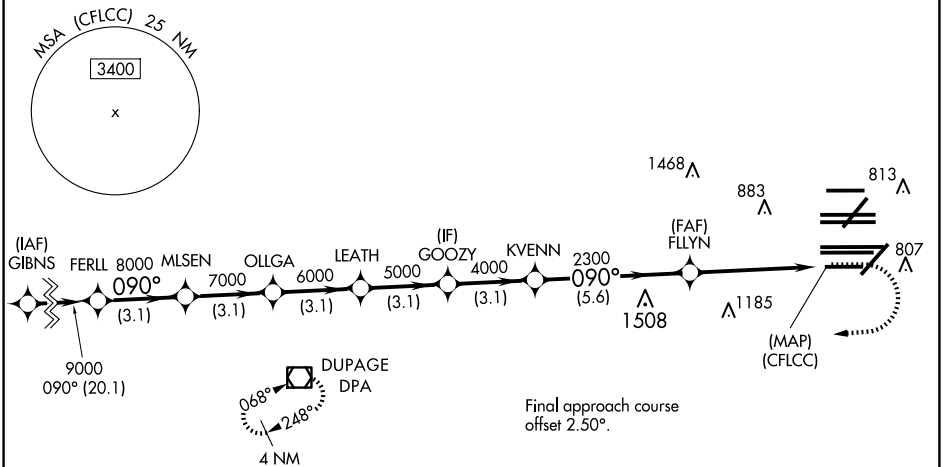 MSA (CFLCC) 25 NM
3400
x
1468
883
813
(IAF)
GIBNS
FERLL
8000
090°
(3.1)
MLSEN
7000
(3.1)
OLLGA
6000
(3.1)
LEATH
5000
(3.1)
(IF)
GOOZY
4000
(3.1)
KVENN
2300
090°
(5.6)
(FAF)
FLLYN
807
1508
1185
(MAP)
(CFLCC)
9000
090° (20.1)
DUPAGE
DPA
068°
248°
4 NM
Final approach course
offset 2.50°.